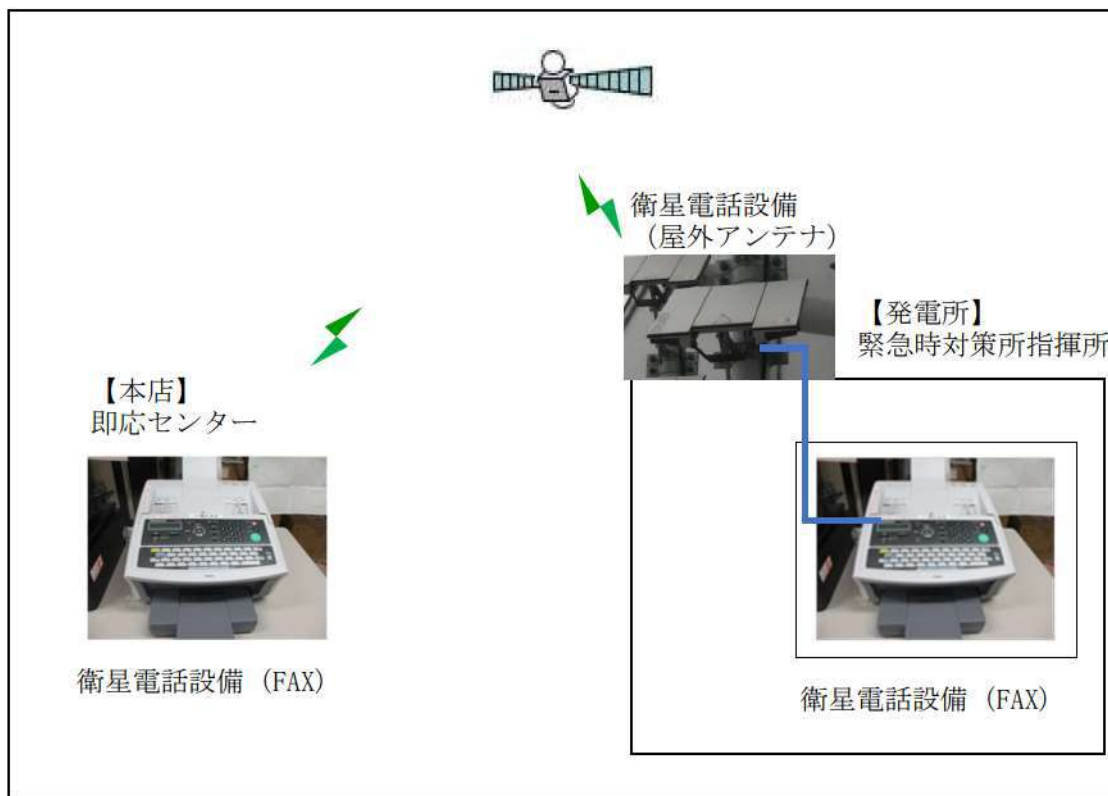 衛星電話設備
（屋外アンテナ）
【発電所】
緊急時対策所指揮所
【本店】
即応センター
衛星電話設備 (FAX)
衛星電話設備 (FAX)